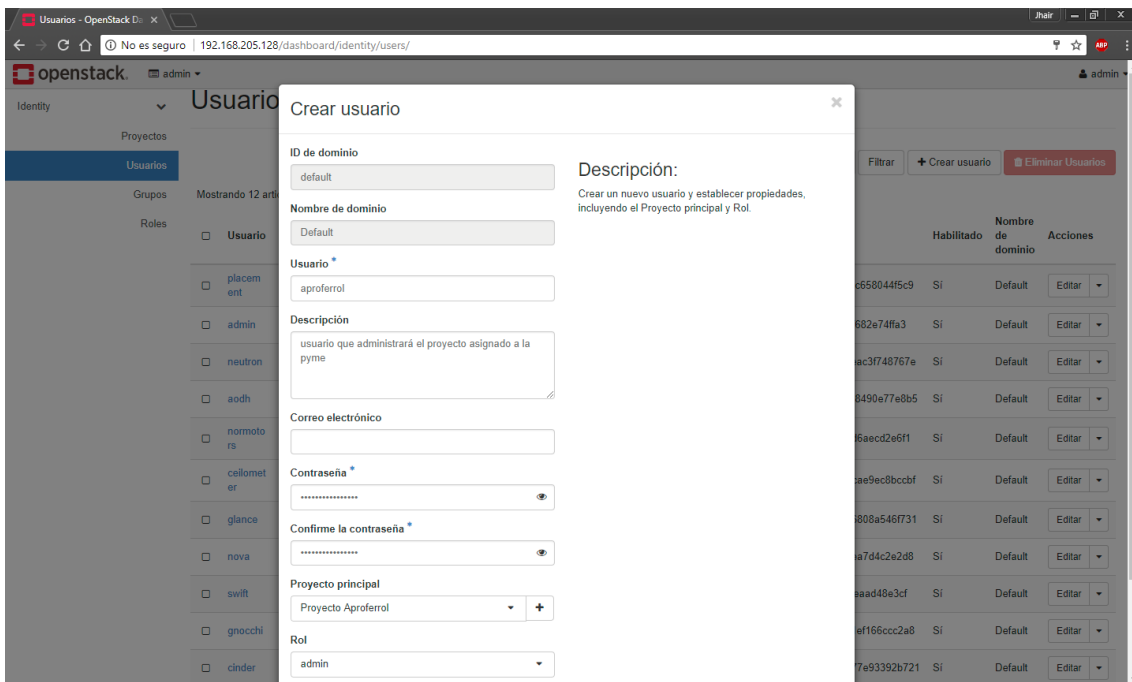 Usuarios - OpenStack Da
Jhair
No es seguro | 192.168.205.128/dashboard/identity/users/
ABP
openstack.
admin
admin
Identity
Proyectos
Usuarios
Grupos
Roles
Usuario
Filtrar
Crear usuario
Eliminar Usuarios
Mostrando 12 arti
Usuario
Habilitado
Nombre de dominio
Acciones
placem
ent
c658044f5c9 Sí Default Editar
admin
682e74ffa3 Sí Default Editar
neutron
ac3f748767e Sí Default Editar
aodh
8490e77e8b5 Sí Default Editar
normoto
rs
d6aecd2e6f1 Sí Default Editar
ceilomet
er
cae9ec8bccbf Sí Default Editar
glance
5808a546f731 Sí Default Editar
nova
a7d4c2e2d8 Sí Default Editar
swift
eaad48e3cf Sí Default Editar
gnocchi
ef166ccc2a8 Sí Default Editar
cinder
77e93392b721 Sí Default Editar
Crear usuario
ID de dominio
default
Nombre de dominio
Default
Usuario *
aproferrol
Descripción
usuario que administrará el proyecto asignado a la
pyme
Correo electrónico
Contraseña *
Confirme la contraseña *
Proyecto principal
Proyecto Aproferrol
Rol
admin
Descripción:
Crear un nuevo usuario y establecer propiedades,
incluyendo el Proyecto principal y Rol.